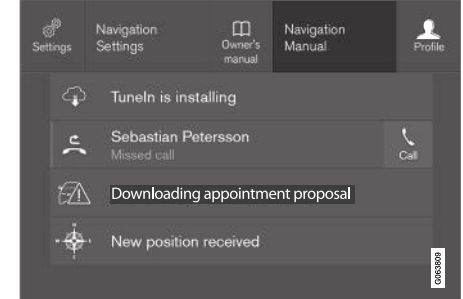 Settings
Navigation
Settings
Owner's
manual
Navigation
Manual
Profile
TuneIn is installing
Sebastian Petersson
Missed call
Call
Downloading appointment proposal
New position received
G063809